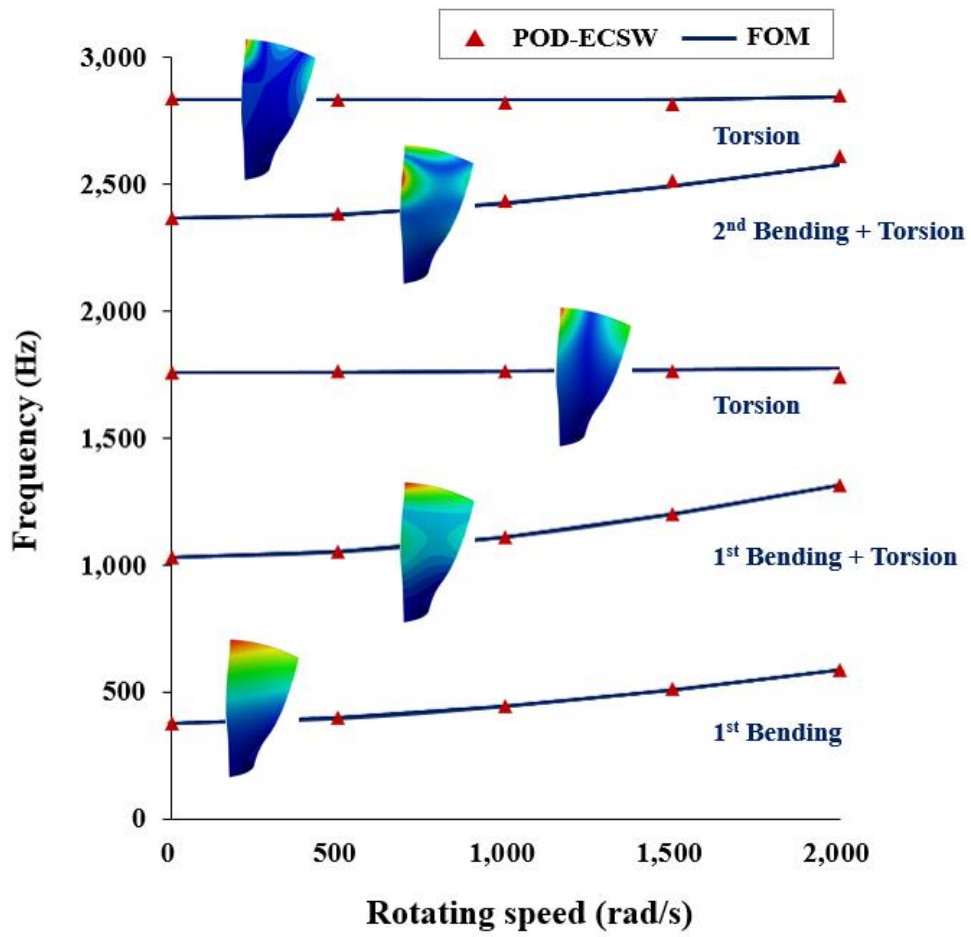 POD-ECSW FOM
3,000
Torsion
2,500
2nd Bending + Torsion
2,000
Torsion
1,500
1st Bending + Torsion
1,000
500
1st Bending
0
0 500 1,000 1,500 2,000
Frequency (Hz)
Rotating speed (rad/s)